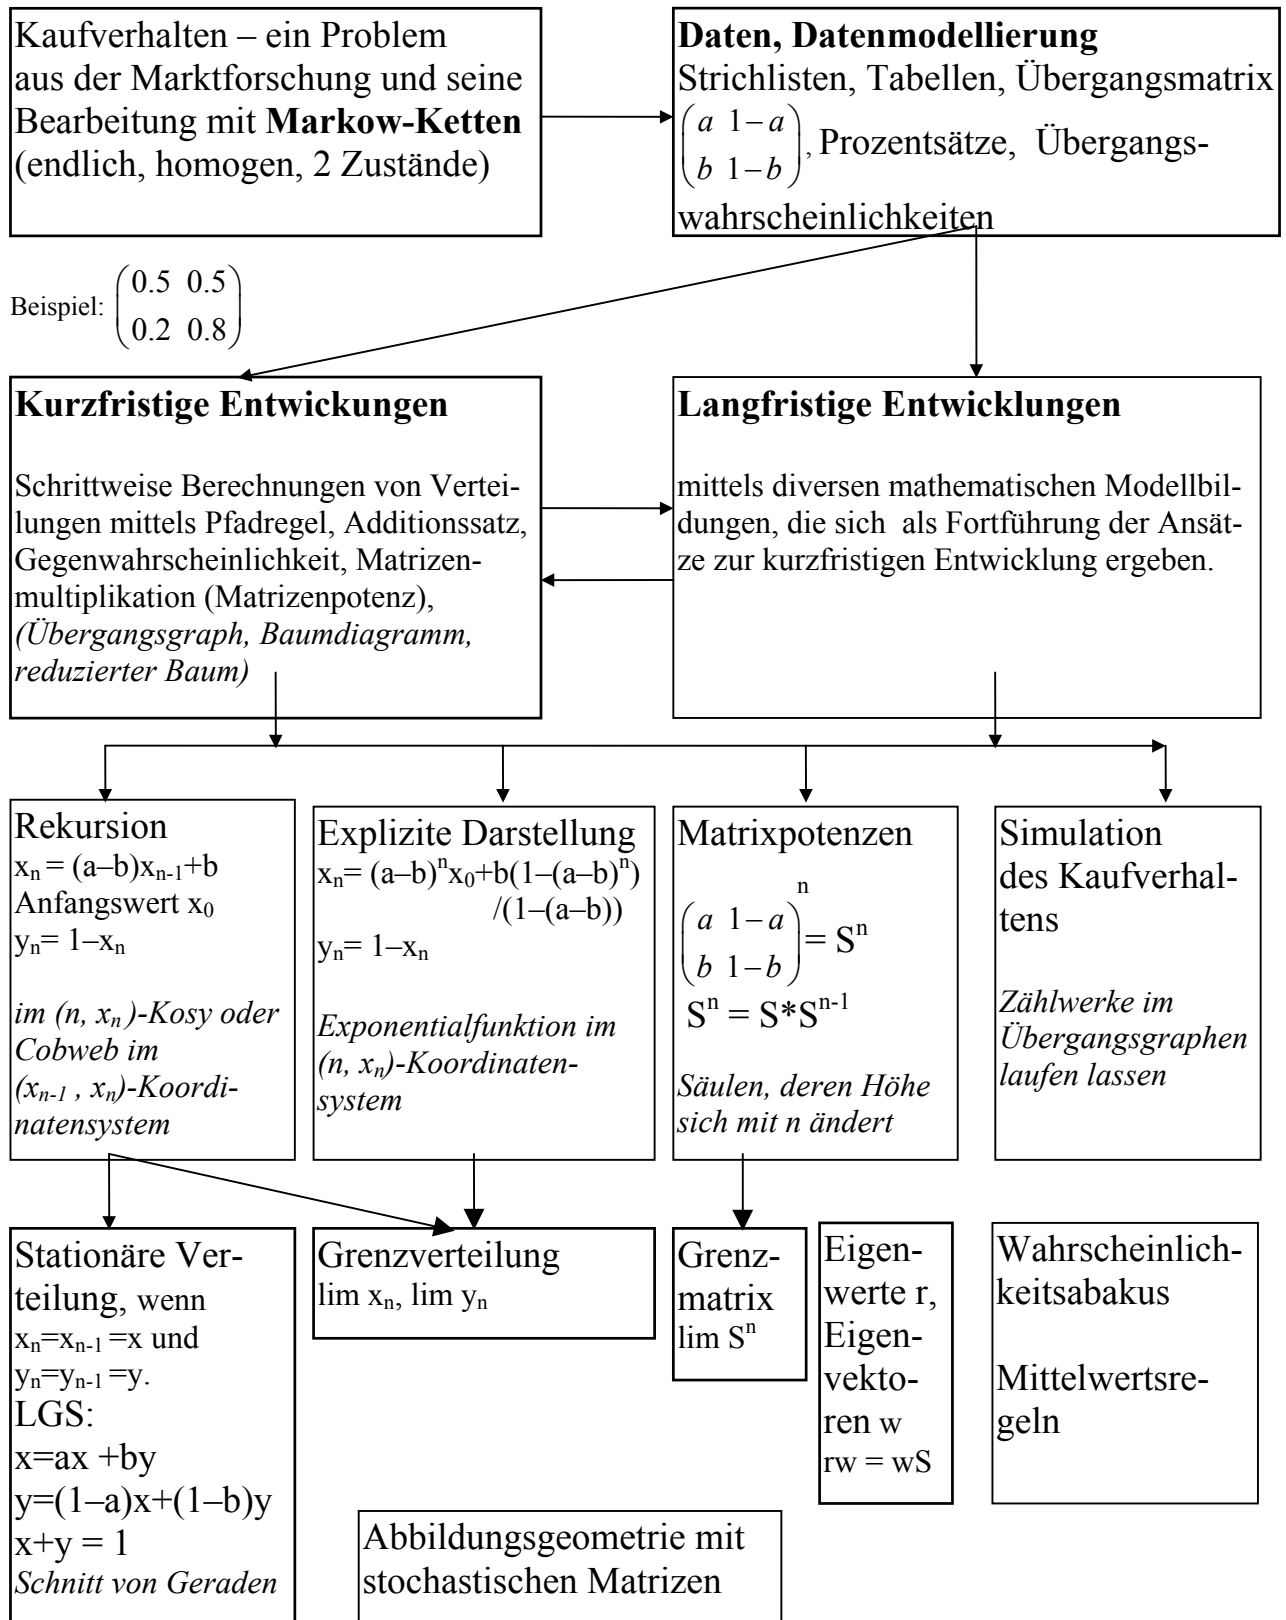 Kaufverhalten – ein Problem
aus der Marktforschung und seine
Bearbeitung mit Markow-Ketten
(endlich, homogen, 2 Zustände)
Daten, Datenmodellierung
Strichlisten, Tabellen, Übergangsmatrix
(a 1−a
b 1−b), Prozentsätze, Übergangs-
wahrscheinlichkeiten
Beispiel: (0.5 0.5
0.2 0.8)
Kurzfristige Entwickungen
Schrittweise Berechnungen von Vertei-
lungen mittels Pfadregel, Additionssatz,
Gegenwahrscheinlichkeit, Matrizen-
multiplikation (Matrizenpotenz),
(Übergangsgraph, Baumdiagramm,
reduzierter Baum)
Langfristige Entwicklungen
mittels diversen mathematischen Modellbil-
dungen, die sich als Fortführung der Ansät-
ze zur kurzfristigen Entwicklung ergeben.
Rekursion
xₙ = (a–b)xₙ₋₁+b
Anfangswert x₀
yₙ= 1–xₙ
im (n, xₙ)-Kosy oder
Cobweb im
(xₙ₋₁ , xₙ)-Koordi-
natensystem
Explizite Darstellung
xₙ= (a–b)ⁿx₀+b(1–(a–b)ⁿ)
/(1–(a–b))
yₙ= 1–xₙ
Exponentialfunktion im
(n, xₙ)-Koordinaten-
system
Matrixpotenzen
(a 1−a
b 1−b)ⁿ = Sⁿ
Sⁿ = S*Sⁿ⁻¹
Säulen, deren Höhe
sich mit n ändert
Simulation
des Kaufverhal-
tens
Zählwerke im
Übergangsgraphen
laufen lassen
Stationäre Ver-
teilung, wenn
xₙ=xₙ₋₁ =x und
yₙ=yₙ₋₁ =y.
LGS:
x=ax +by
y=(1–a)x+(1–b)y
x+y = 1
Schnitt von Geraden
Grenzverteilung
lim xₙ, lim yₙ
Grenz-
matrix
lim Sⁿ
Eigen-
werte r,
Eigen-
vekto-
ren w
rw = wS
Wahrscheinlich-
keitsabakus
Mittelwertsre-
geln
Abbildungsgeometrie mit
stochastischen Matrizen